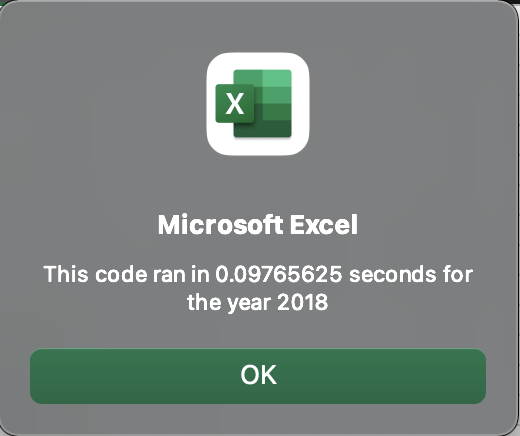 X
Microsoft Excel
This code ran in 0.09765625 seconds for
the year 2018
OK